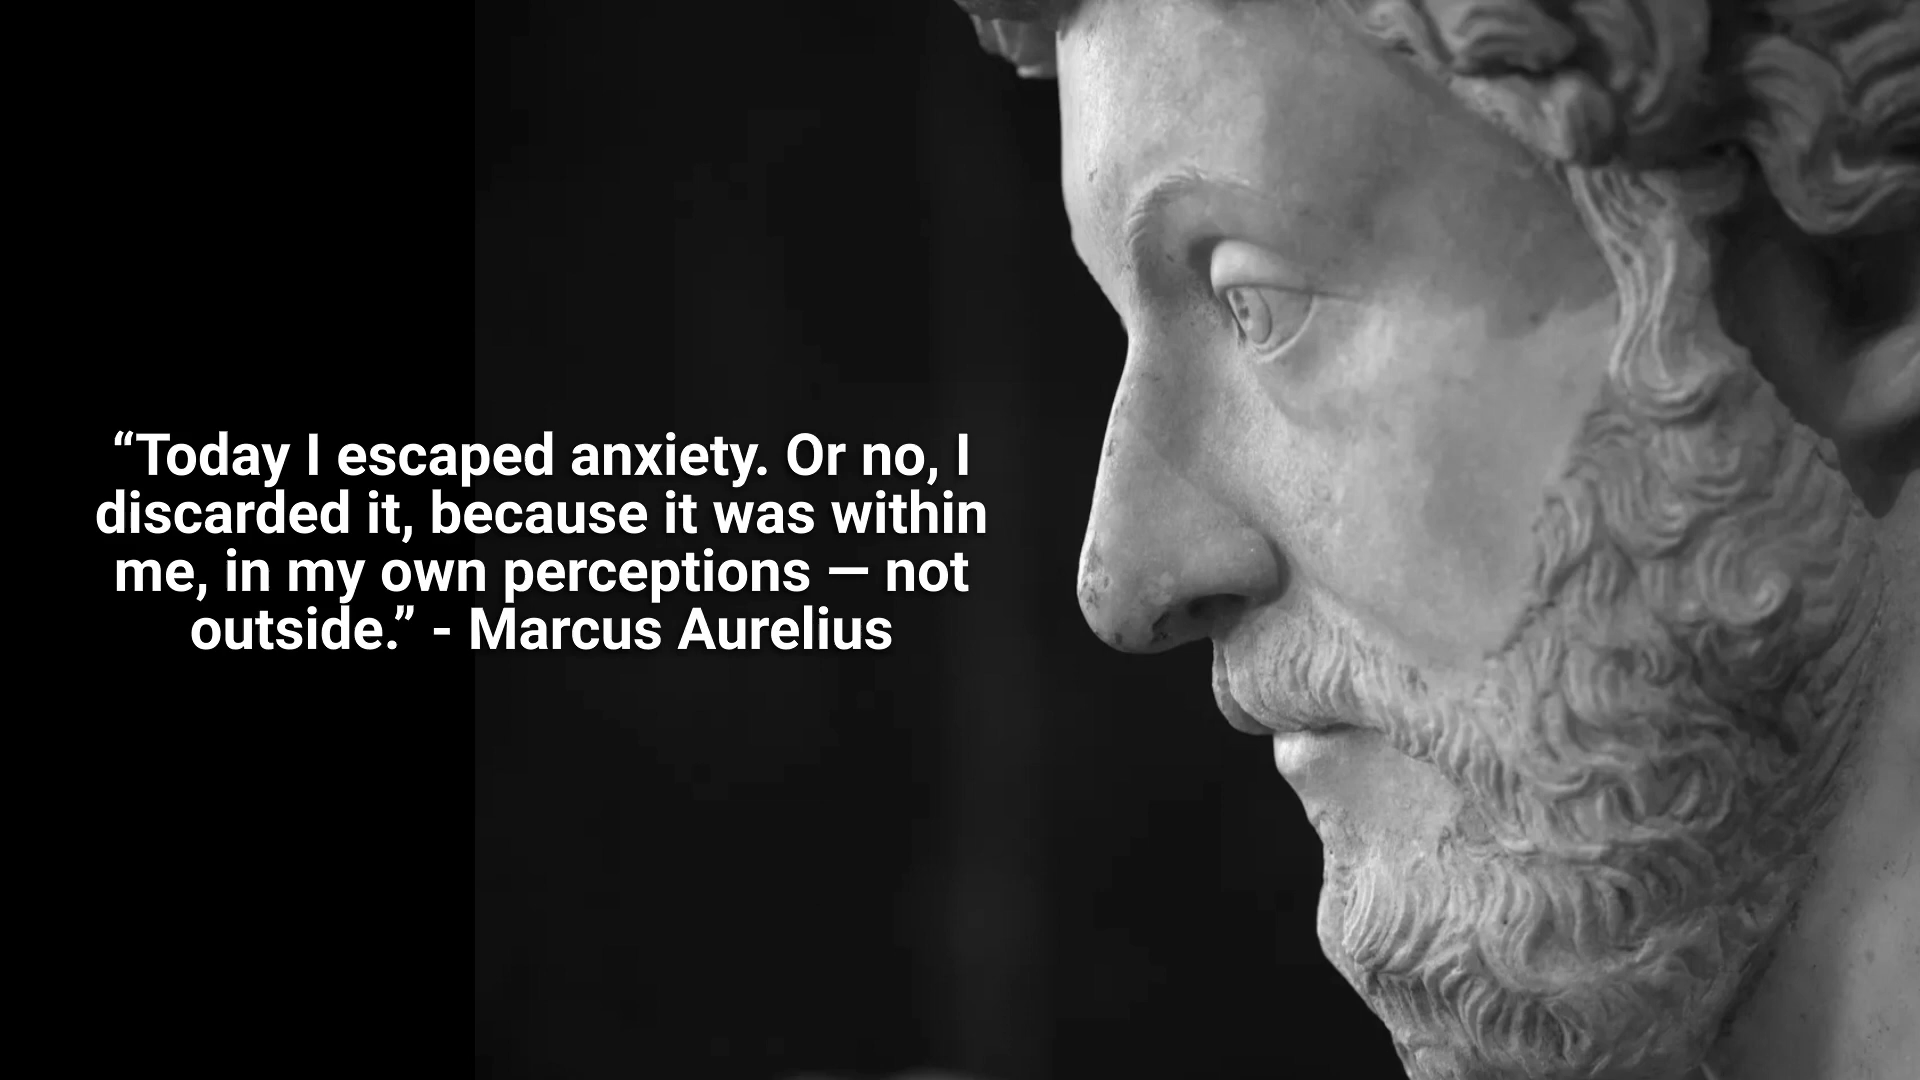 “Today I escaped anxiety. Or no, I
discarded it, because it was within
me, in my own perceptions — not
outside.” - Marcus Aurelius